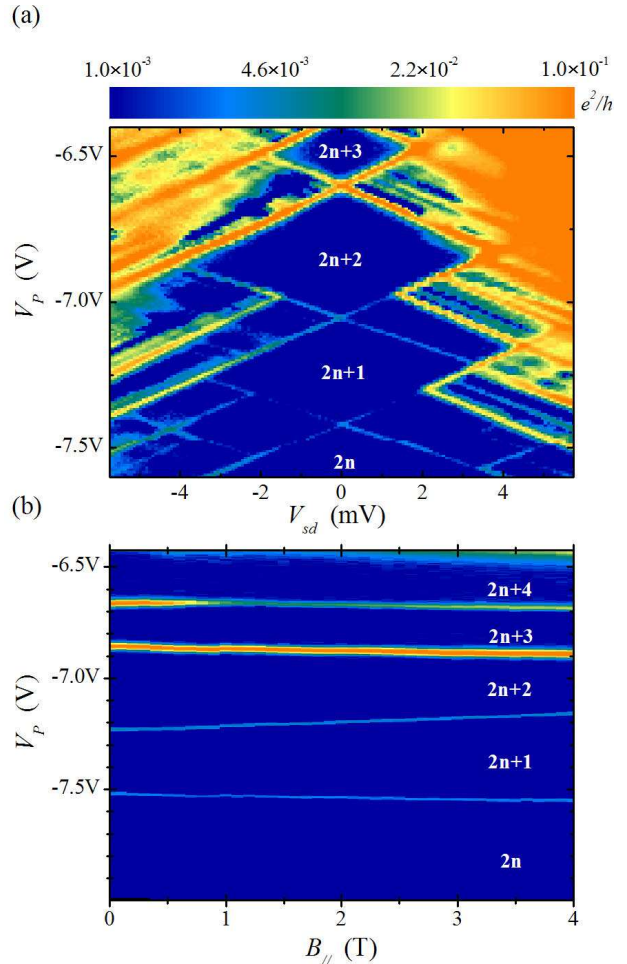 (a)
1.0×10⁻³ 4.6×10⁻³ 2.2×10⁻² 1.0×10⁻¹
e²/h
-6.5V
2n+3
2n+2
V_P (V)
-7.0V
2n+1
-7.5V
2n
-4 -2 0 2 4
V_sd (mV)
(b)
-6.5V
2n+4
2n+3
V_P (V)
-7.0V
2n+2
2n+1
-7.5V
2n
0 1 2 3 4
B_// (T)